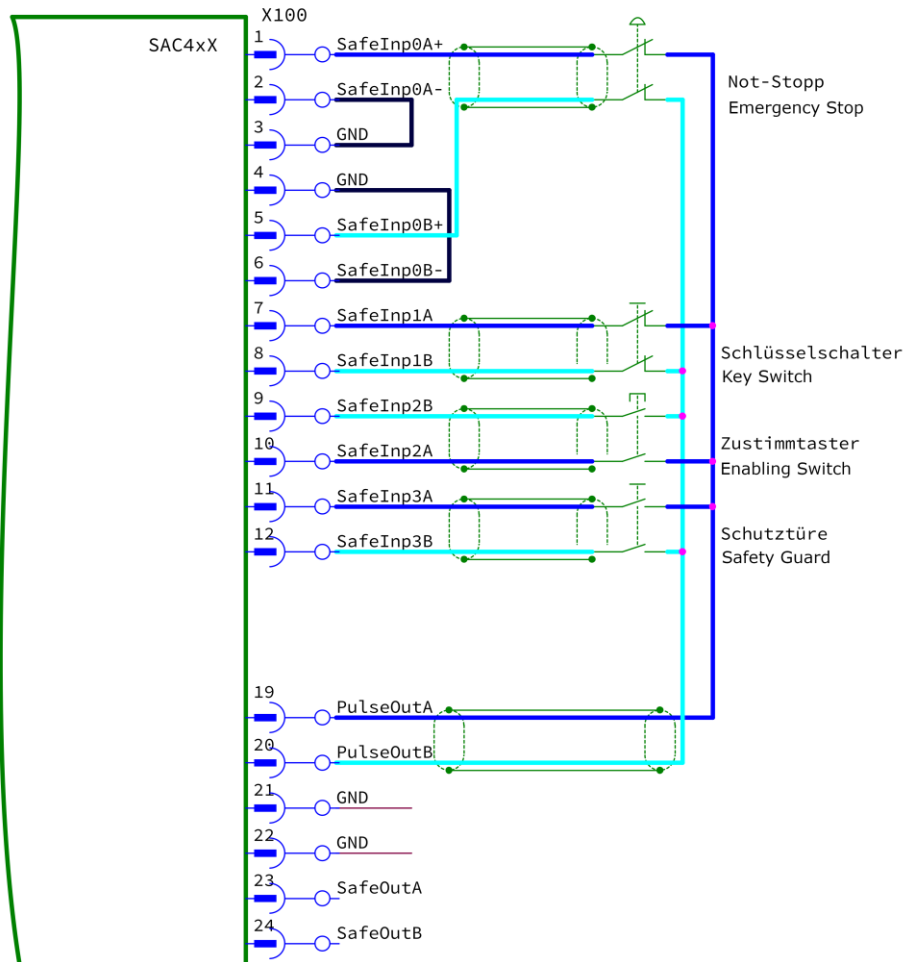 X100
SAC4xX
1 SafeInp0A+
2 SafeInp0A-
3 GND
4 GND
5 SafeInp0B+
6 SafeInp0B-
7 SafeInp1A
8 SafeInp1B
9 SafeInp2B
10 SafeInp2A
11 SafeInp3A
12 SafeInp3B
19 PulseOutA
20 PulseOutB
21 GND
22 GND
23 SafeOutA
24 SafeOutB
Not-Stopp
Emergency Stop
Schlüsselschalter
Key Switch
Zustimmtaster
Enabling Switch
Schutztüre
Safety Guard